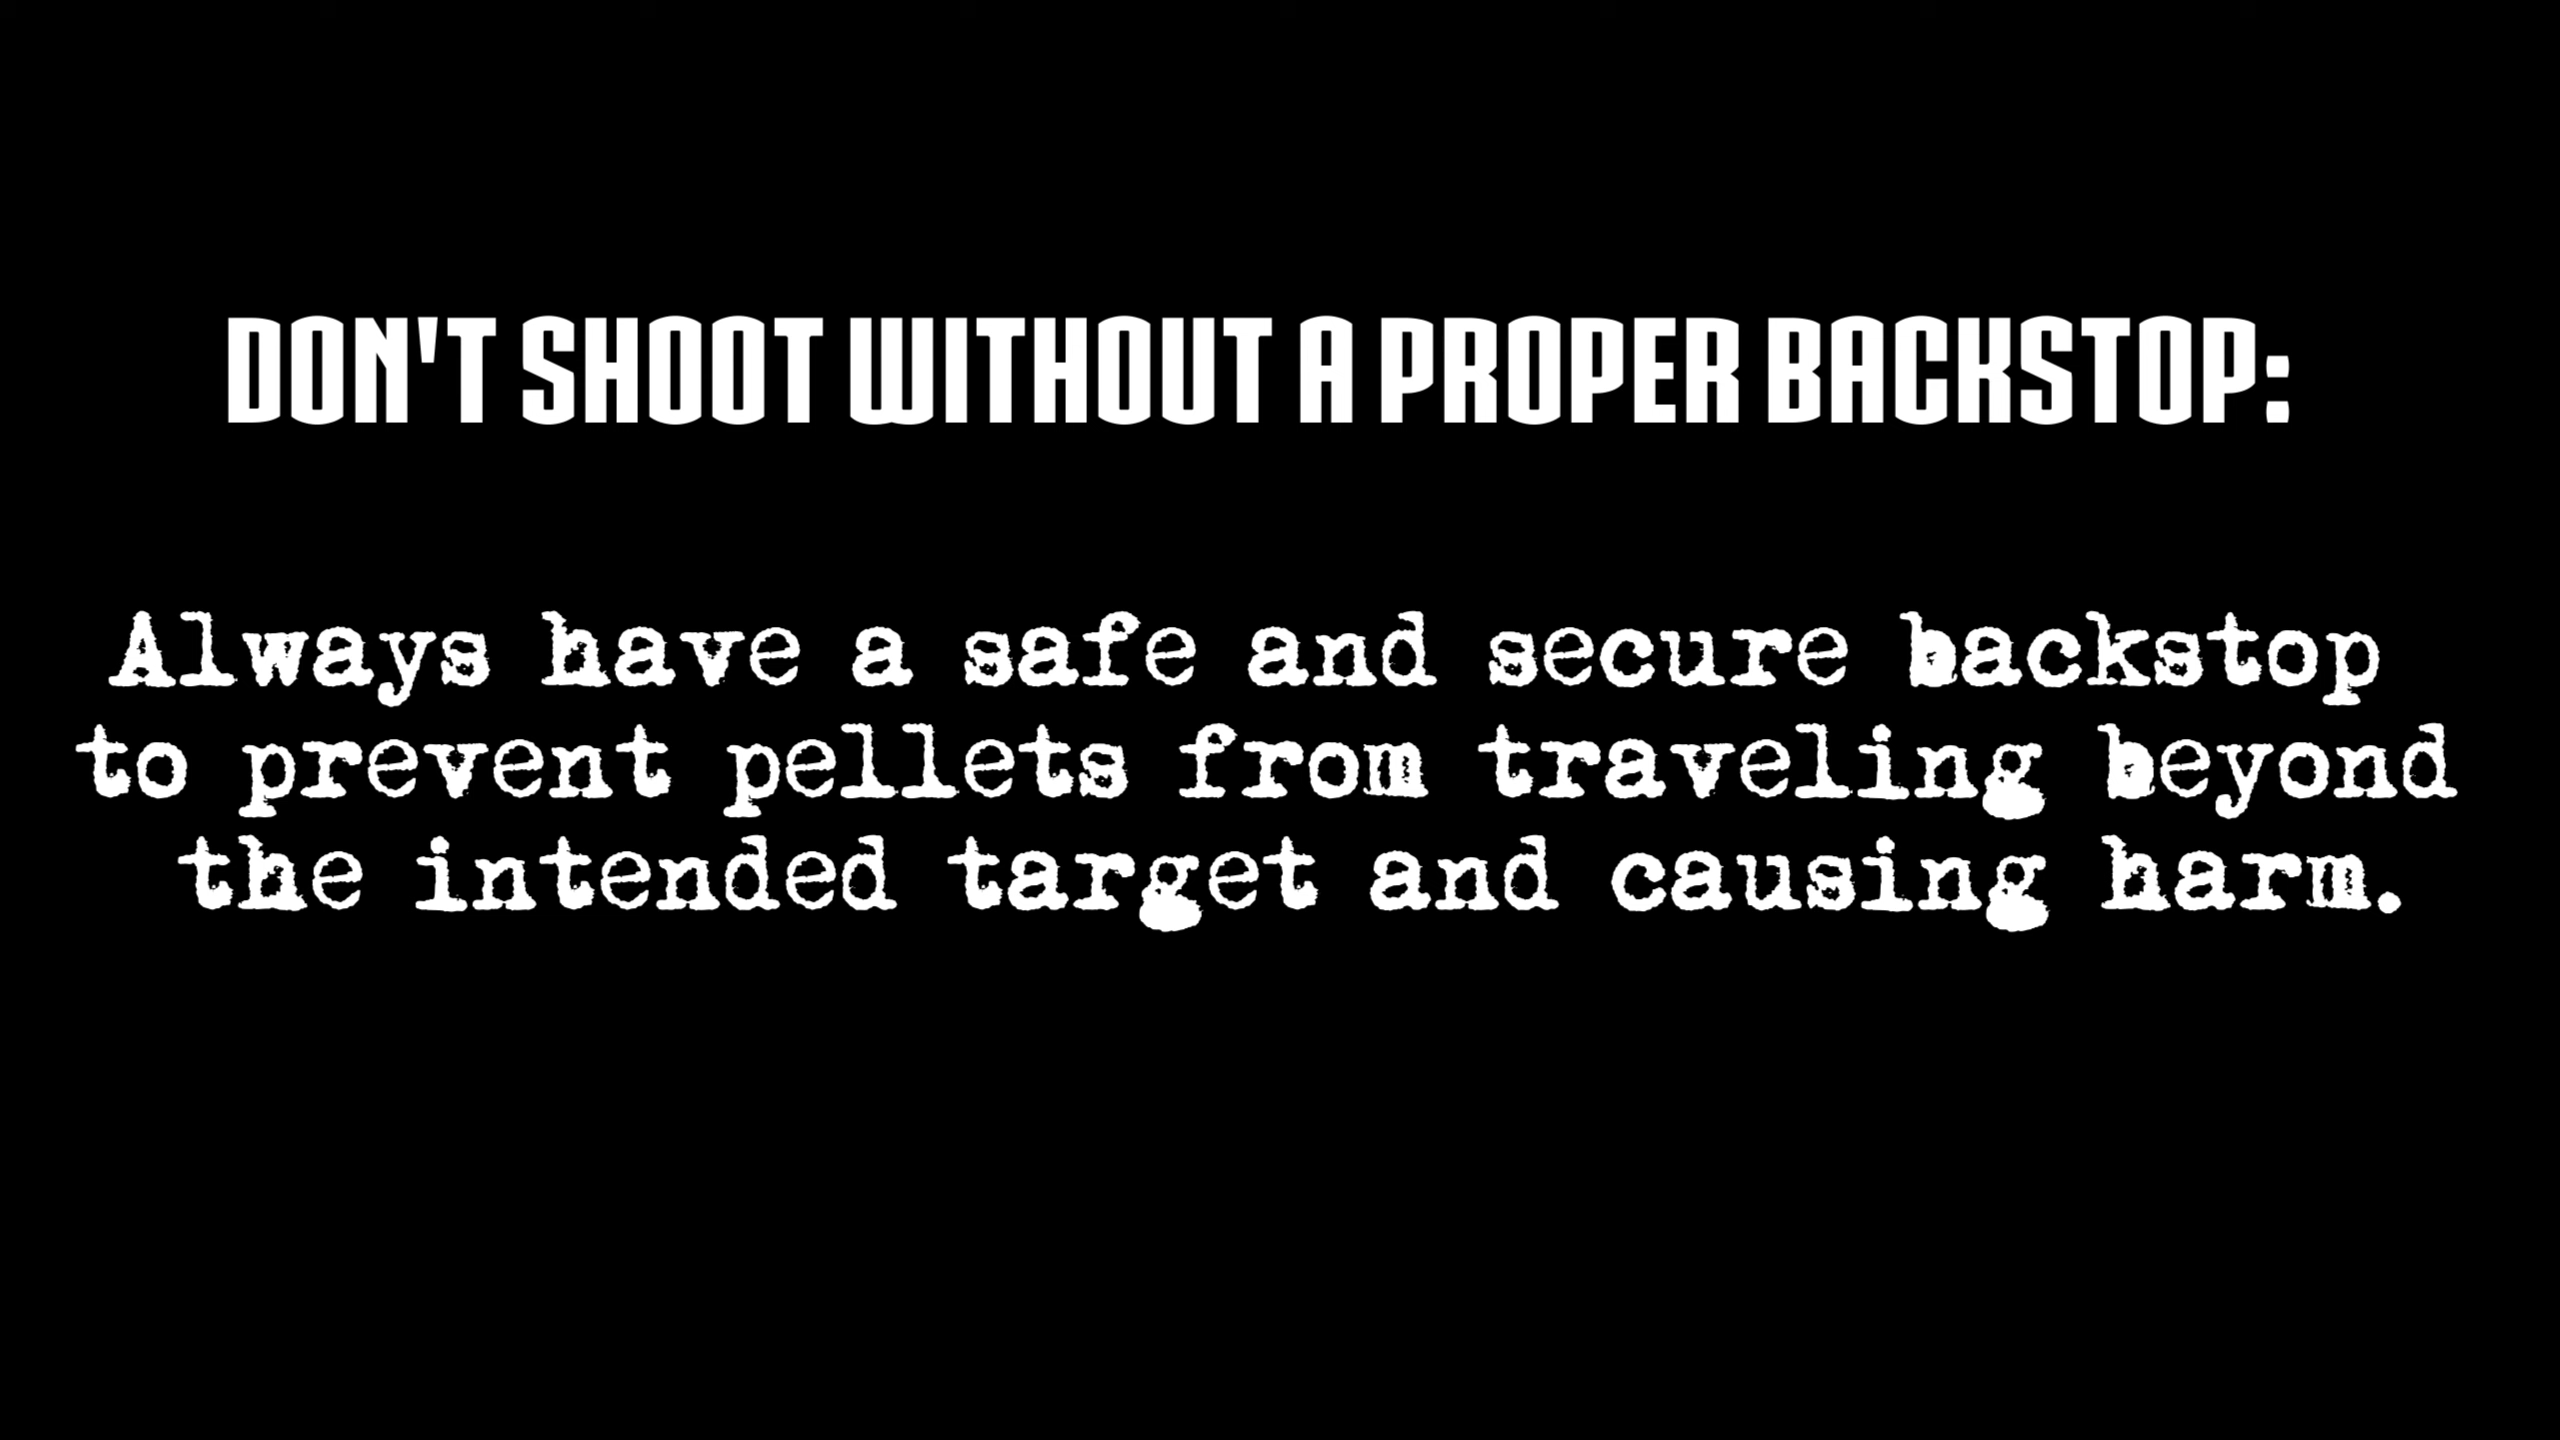 DON'T SHOOT WITHOUT A PROPER BACKSTOP:
Always have a safe and secure backstop
to prevent pellets from traveling beyond
the intended target and causing harm.